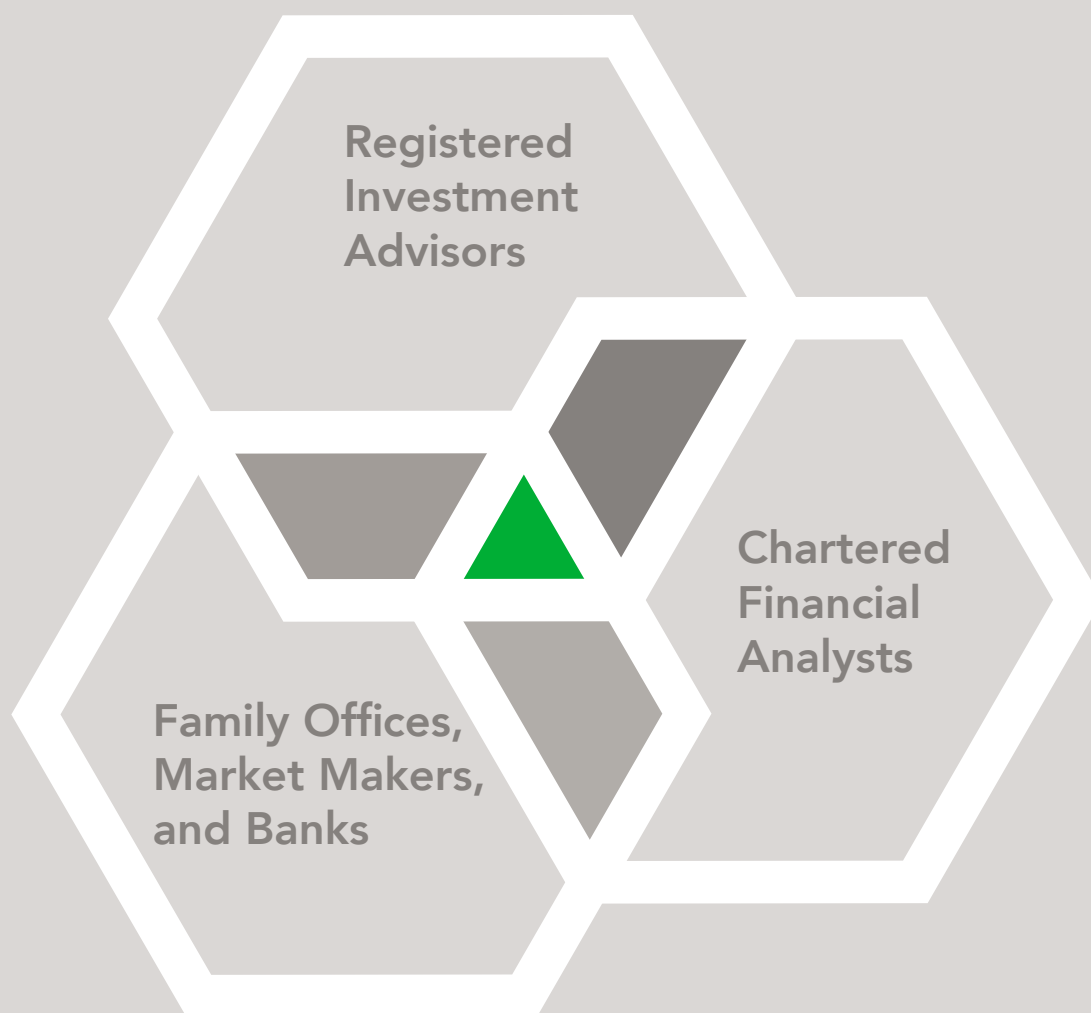 Registered
Investment
Advisors
Chartered
Financial
Analysts
Family Offices,
Market Makers,
and Banks